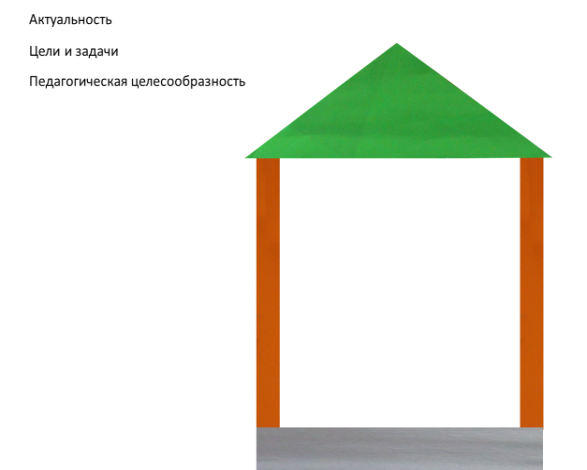 Актуальность
Цели и задачи
Педагогическая целесообразность